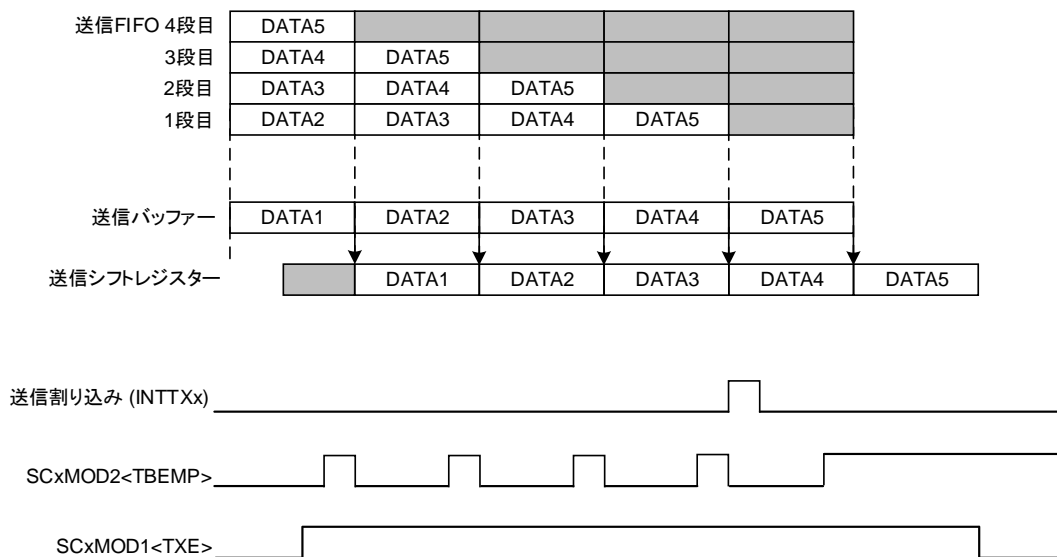 送信FIFO 4段目 DATA5
3段目 DATA4 DATA5
2段目 DATA3 DATA4 DATA5
1段目 DATA2 DATA3 DATA4 DATA5
送信バッファー DATA1 DATA2 DATA3 DATA4 DATA5
送信シフトレジスター DATA1 DATA2 DATA3 DATA4 DATA5
送信割り込み (INTTXx)
SCxMOD2<TBEMP>
SCxMOD1<TXE>